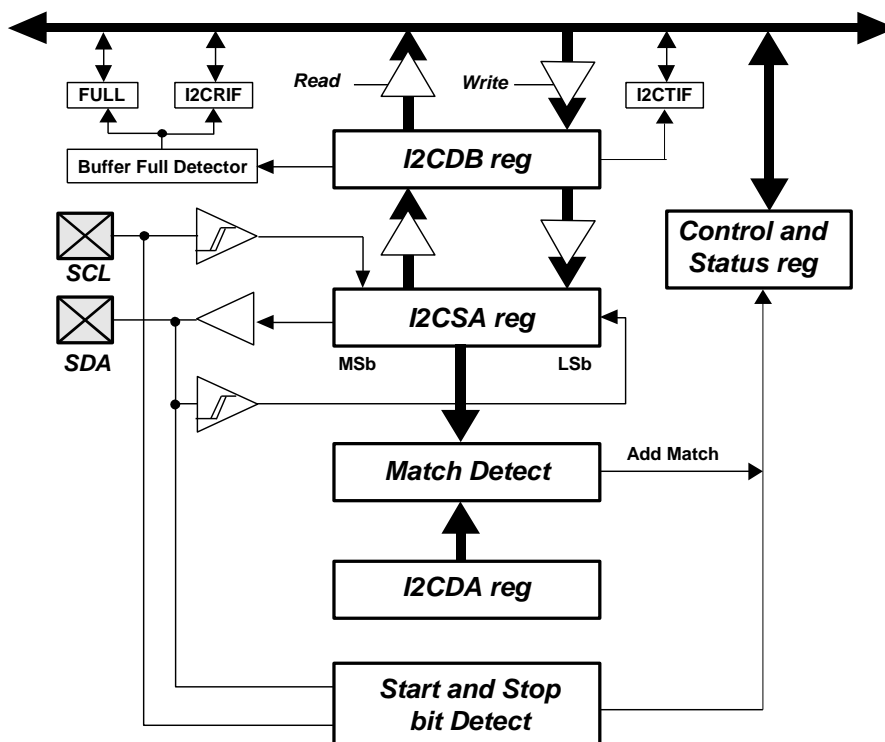 Read
Write
FULL
I2CRIF
I2CTIF
Buffer Full Detector
I2CDB reg
SCL
Control and
Status reg
I2CSA reg
SDA
MSb
LSb
Match Detect
Add Match
I2CDA reg
Start and Stop
bit Detect